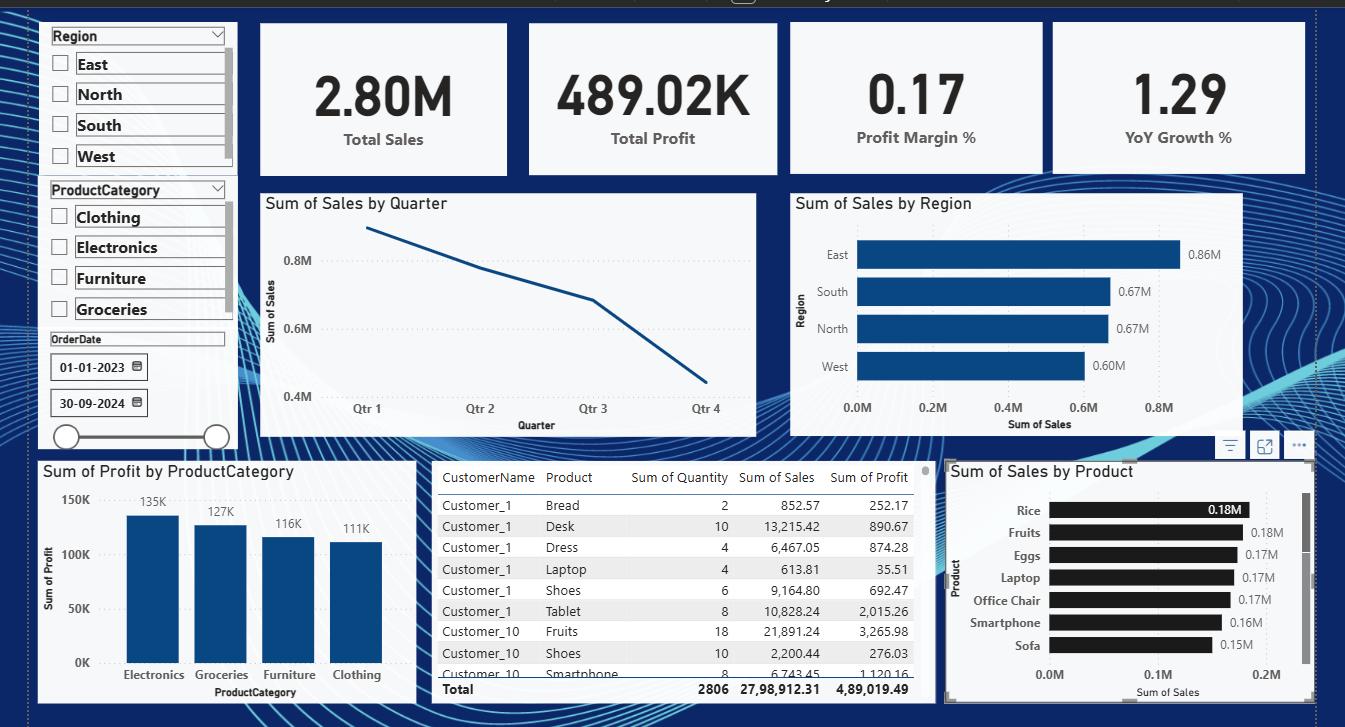 Region
East
North
South
West
ProductCategory
Clothing
Electronics
Furniture
Groceries
OrderDate
01-01-2023
30-09-2024
2.80M
Total Sales
489.02K
Total Profit
0.17
Profit Margin %
1.29
YoY Growth %
Sum of Sales by Quarter
Sum of Sales
0.8M
0.6M
0.4M
Qtr 1 Qtr 2 Qtr 3 Qtr 4
Quarter
Sum of Sales by Region
Region
East 0.86M
South 0.67M
North 0.67M
West 0.60M
0.0M 0.2M 0.4M 0.6M 0.8M
Sum of Sales
Sum of Profit by ProductCategory
Sum of Profit
150K
100K
50K
0K
135K 127K 116K 111K
Electronics Groceries Furniture Clothing
ProductCategory
CustomerName Product Sum of Quantity Sum of Sales Sum of Profit
Customer_1 Bread 2 852.57 252.17
Customer_1 Desk 10 13,215.42 890.67
Customer_1 Dress 4 6,467.05 874.28
Customer_1 Laptop 4 613.81 35.51
Customer_1 Shoes 6 9,164.80 692.47
Customer_1 Tablet 8 10,828.24 2,015.26
Customer_10 Fruits 18 21,891.24 3,265.98
Customer_10 Shoes 10 2,200.44 276.03
Customer_10 Smartphone 8 6,743.45 1,120.16
Total 2806 27,98,912.31 4,89,019.49
Sum of Sales by Product
Product
Rice 0.18M
Fruits 0.18M
Eggs 0.17M
Laptop 0.17M
Office Chair 0.17M
Smartphone 0.16M
Sofa 0.15M
0.0M 0.1M 0.2M
Sum of Sales